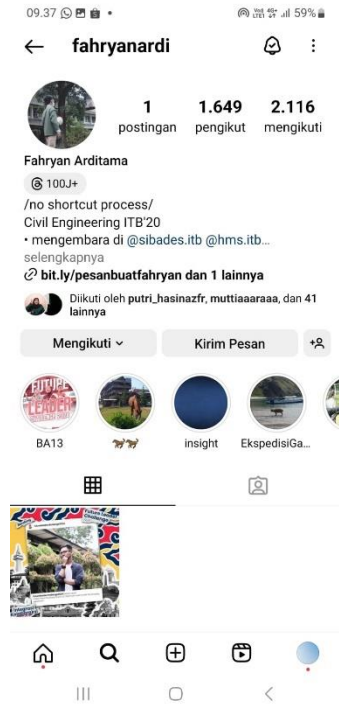 09.37
59%
fahryanardi
1 1.649 2.116
postingan pengikut mengikuti
Fahryan Arditama
100J+
/no shortcut process/
Civil Engineering ITB'20
• mengembara di @sibades.itb @hms.itb...
selengkapnya
bit.ly/pesanbuatfahryan dan 1 lainnya
Diikuti oleh putri_hasinazfr, muttiaaaraaa, dan 41
lainnya
Mengikuti Kirim Pesan
FUTURE
LEADER
BA13 insight EkspedisiGa...